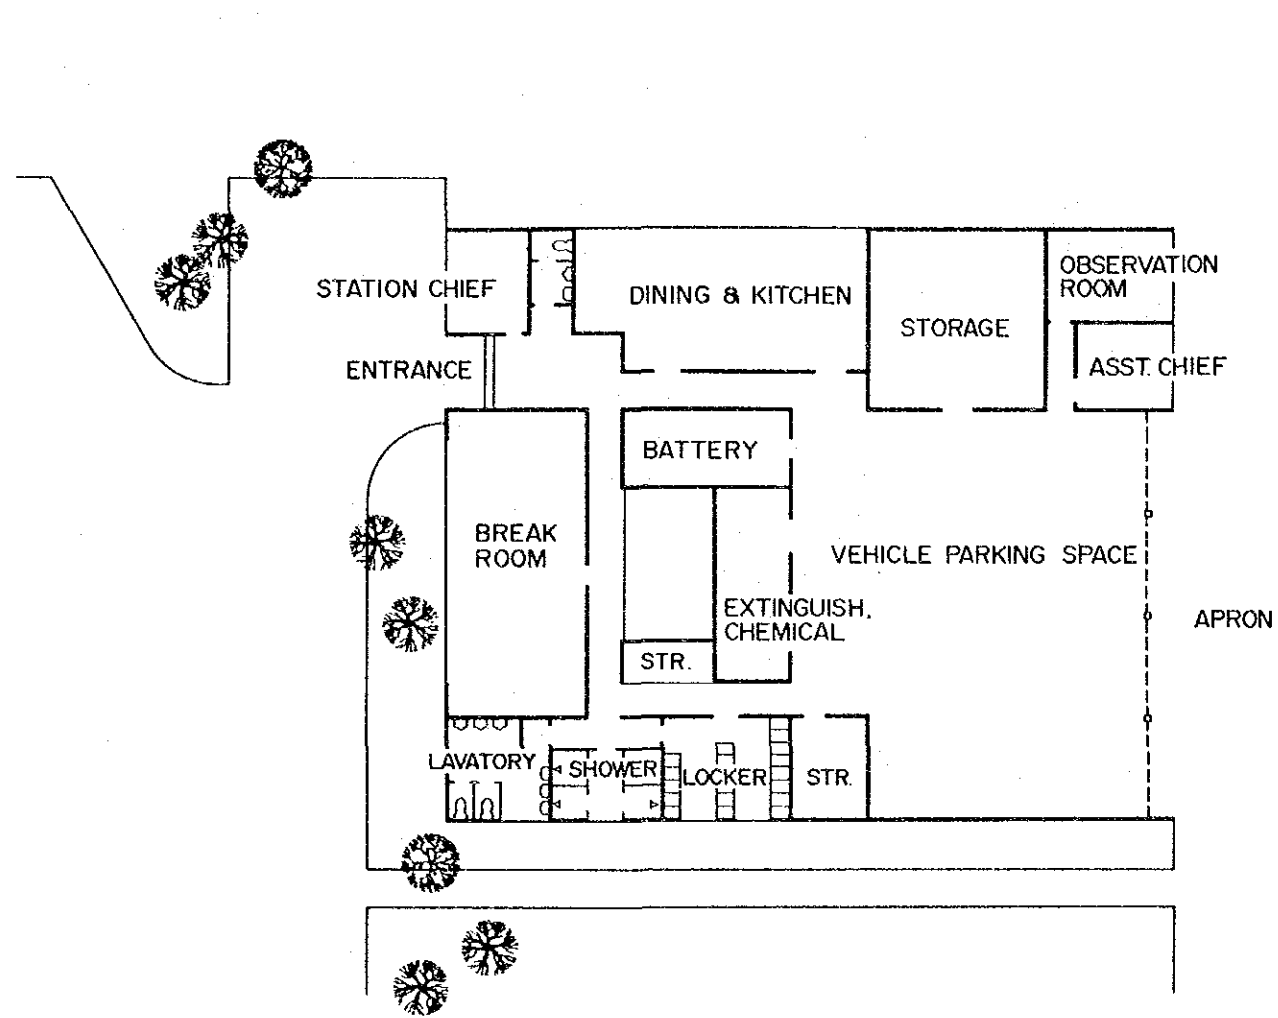 OBSERVATION
ROOM
STATION CHIEF
DINING & KITCHEN
STORAGE
ENTRANCE
ASST. CHIEF
BATTERY
BREAK
ROOM
VEHICLE PARKING SPACE
EXTINGUISH.
CHEMICAL
APRON
STR.
LAVATORY
SHOWER
LOCKER
STR.